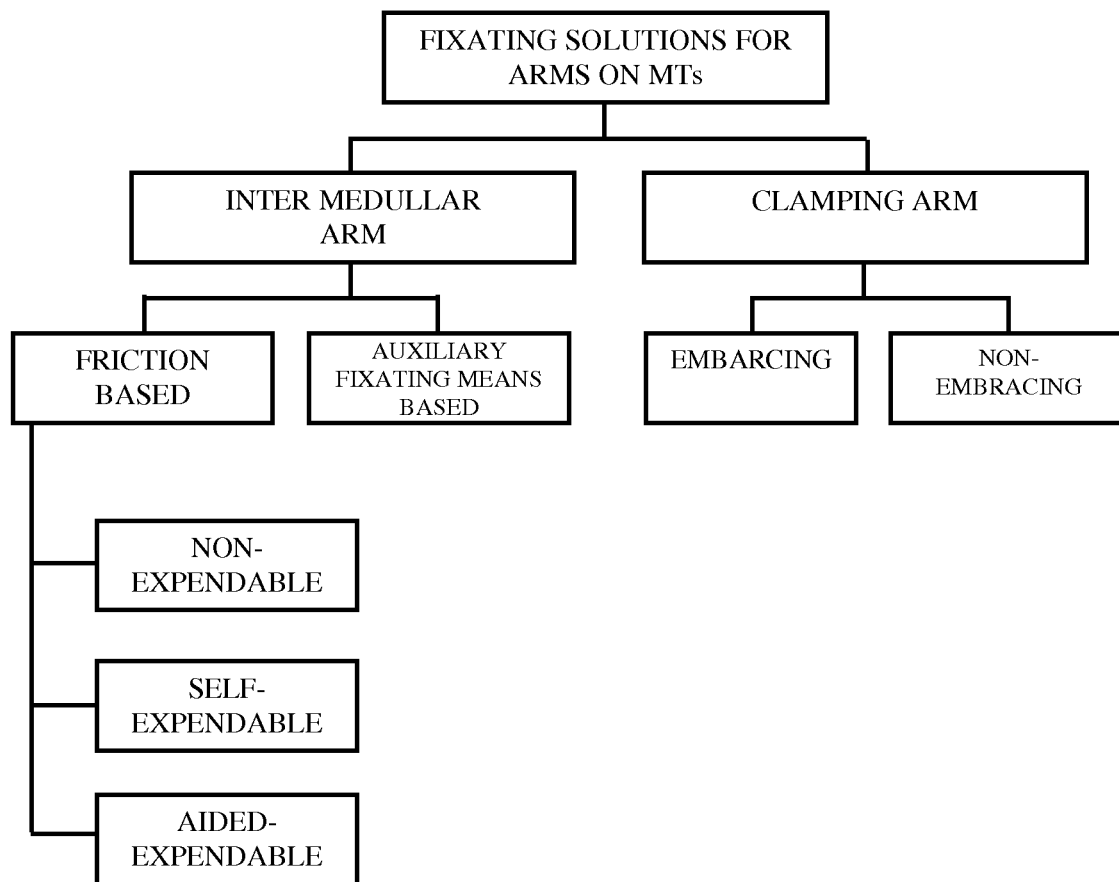 FIXATING SOLUTIONS FOR
ARMS ON MTs
INTER MEDULLAR
ARM
CLAMPING ARM
FRICTION
BASED
AUXILIARY
FIXATING MEANS
BASED
EMBARCING
NON-
EMBRACING
NON-
EXPENDABLE
SELF-
EXPENDABLE
AIDED-
EXPENDABLE